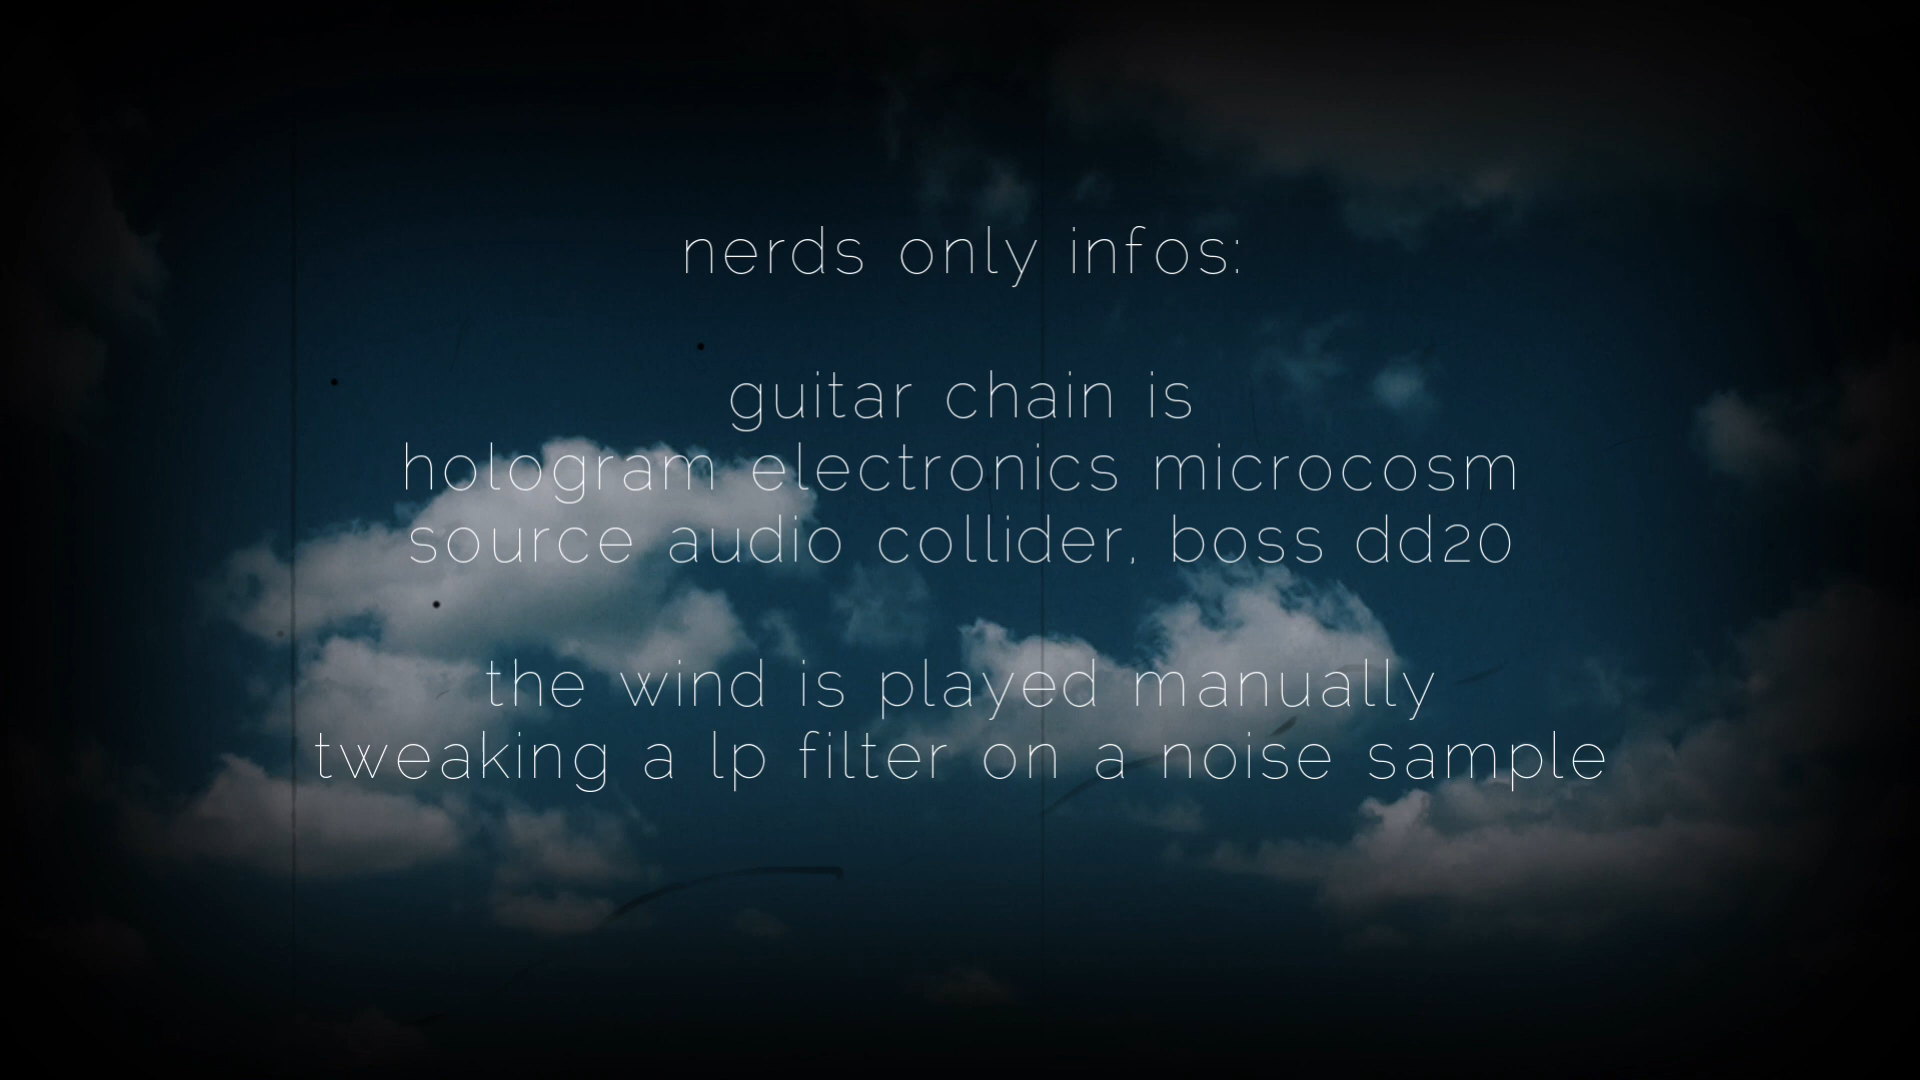 nerds only infos:
guitar chain is
hologram electronics microcosm
source audio collider, boss dd20
the wind is played manually
tweaking a lp filter on a noise sample